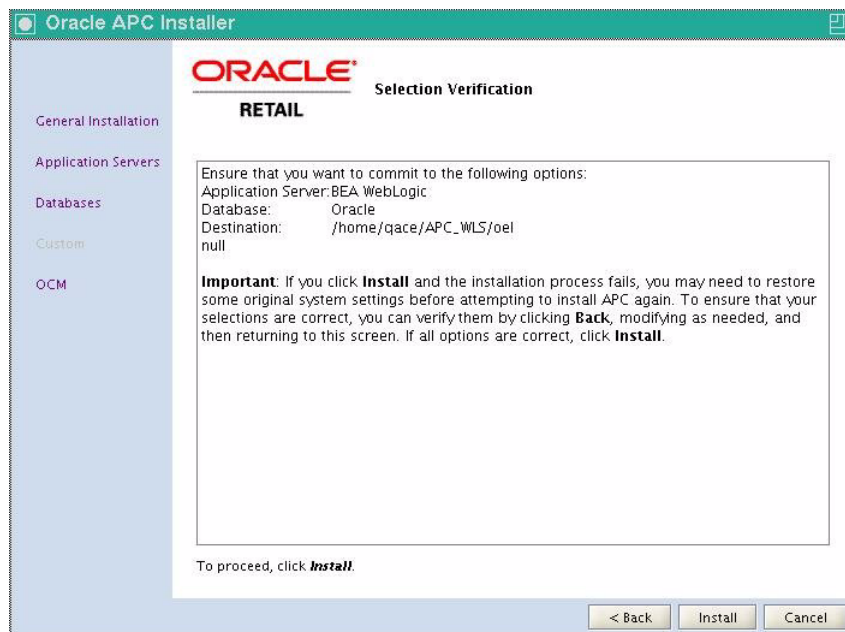 Oracle APC Installer
ORACLE®
RETAIL
Selection Verification
General Installation
Application Servers
Databases
Custom
OCM
Ensure that you want to commit to the following options:
Application Server:BEA WebLogic
Database: Oracle
Destination: /home/qace/APC_WLS/oel
null
Important: If you click Install and the installation process fails, you may need to restore
some original system settings before attempting to install APC again. To ensure that your
selections are correct, you can verify them by clicking Back, modifying as needed, and
then returning to this screen. If all options are correct, click Install.
To proceed, click Install.
< Back
Install
Cancel